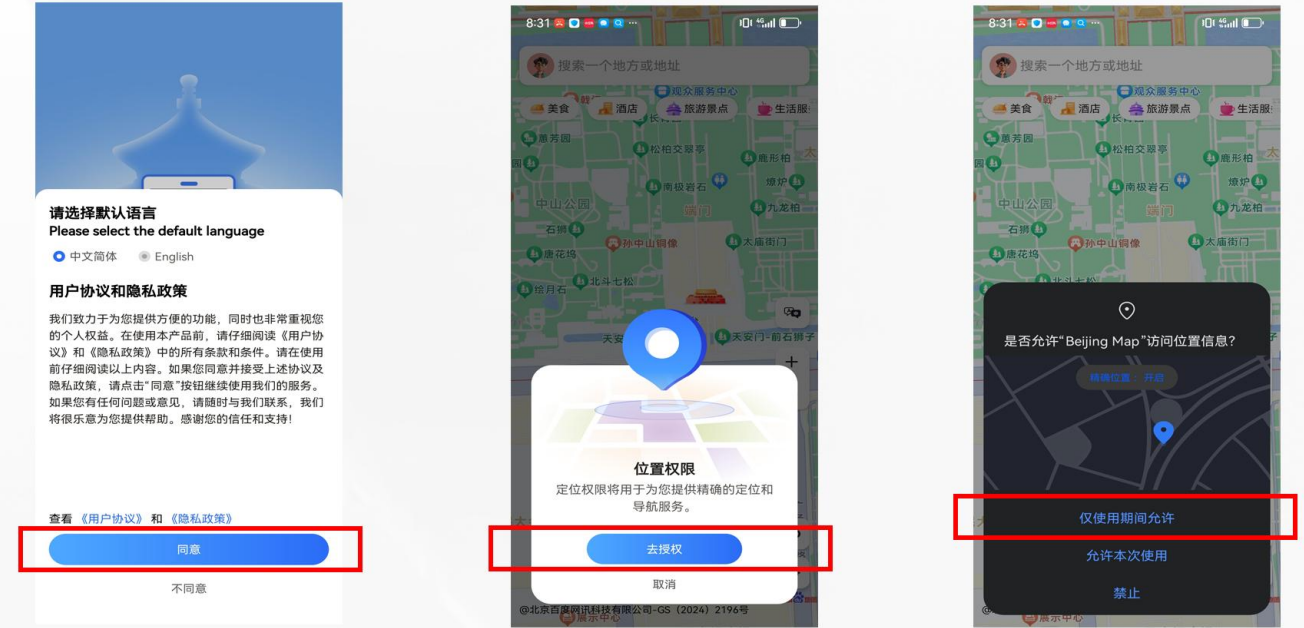 请选择默认语言
Please select the default language
中文简体 English
用户协议和隐私政策
我们致力于为您提供方便的功能，同时也非常重视您
的个人权益。在使用本产品前，请仔细阅读《用户协
议》和《隐私政策》中的所有条款和条件。请在使用
前仔细阅读以上内容。如果您同意并接受上述协议及
隐私政策，请点击“同意”按钮继续使用我们的服务。
如果您有任何问题或意见，请随时与我们联系，我们
将很乐意为您提供帮助。感谢您的信任和支持！
查看 《用户协议》 和 《隐私政策》
同意
不同意
8:31
4G
搜索一个地方或地址
观众服务中心
美食 酒店 旅游景点 生活服
蕙芳园
松柏交翠亭
鹿形柏
南极岩石
燎炉
中山公园
端门
九龙柏
石狮
孙中山铜像
太庙街门
唐花坞
绘月石
北斗七松
天安门-前石狮子
位置权限
定位权限将用于为您提供精确的定位和
导航服务。
去授权
取消
@北京百度网讯科技有限公司-GS（2024）2196号
展示中心
8:31
4G
搜索一个地方或地址
观众服务中心
美食 酒店 旅游景点 生活服
蕙芳园
松柏交翠亭
鹿形柏
南极岩石
燎炉
中山公园
端门
九龙柏
石狮
孙中山铜像
太庙街门
唐花坞
北斗七松
是否允许“Beijing Map”访问位置信息?
精确位置：开启
仅使用期间允许
允许本次使用
禁止
展示中心